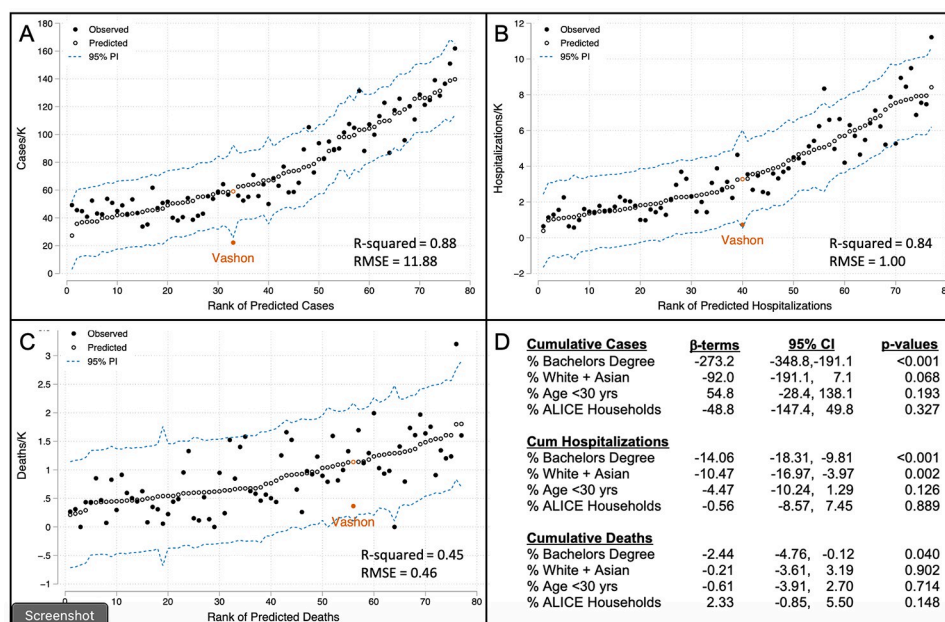 A
Observed
Predicted
95% PI
180
160
140
120
100
80
60
40
20
0
Cases/K
Vashon
R-squared = 0.88
RMSE = 11.88
0 10 20 30 40 50 60 70 80
Rank of Predicted Cases
B
Observed
Predicted
95% PI
12
10
8
6
4
2
0
−2
Hospitalizations/K
Vashon
R-squared = 0.84
RMSE = 1.00
0 10 20 30 40 50 60 70
Rank of Predicted Hospitalizations
C
Observed
Predicted
95% PI
3
2.5
2
1.5
1
.5
0
−.5
−1
Deaths/K
Vashon
R-squared = 0.45
RMSE = 0.46
0 10 20 30 40 50 60 70 80
Rank of Predicted Deaths
Screenshot
D
Cumulative Cases β-terms 95% CI p-values
% Bachelors Degree -273.2 -348.8,-191.1 <0.001
% White + Asian -92.0 -191.1, 7.1 0.068
% Age <30 yrs 54.8 -28.4, 138.1 0.193
% ALICE Households -48.8 -147.4, 49.8 0.327
Cum Hospitalizations
% Bachelors Degree -14.06 -18.31, -9.81 <0.001
% White + Asian -10.47 -16.97, -3.97 0.002
% Age <30 yrs -4.47 -10.24, 1.29 0.126
% ALICE Households -0.56 -8.57, 7.45 0.889
Cumulative Deaths
% Bachelors Degree -2.44 -4.76, -0.12 0.040
% White + Asian -0.21 -3.61, 3.19 0.902
% Age <30 yrs -0.61 -3.91, 2.70 0.714
% ALICE Households 2.33 -0.85, 5.50 0.148